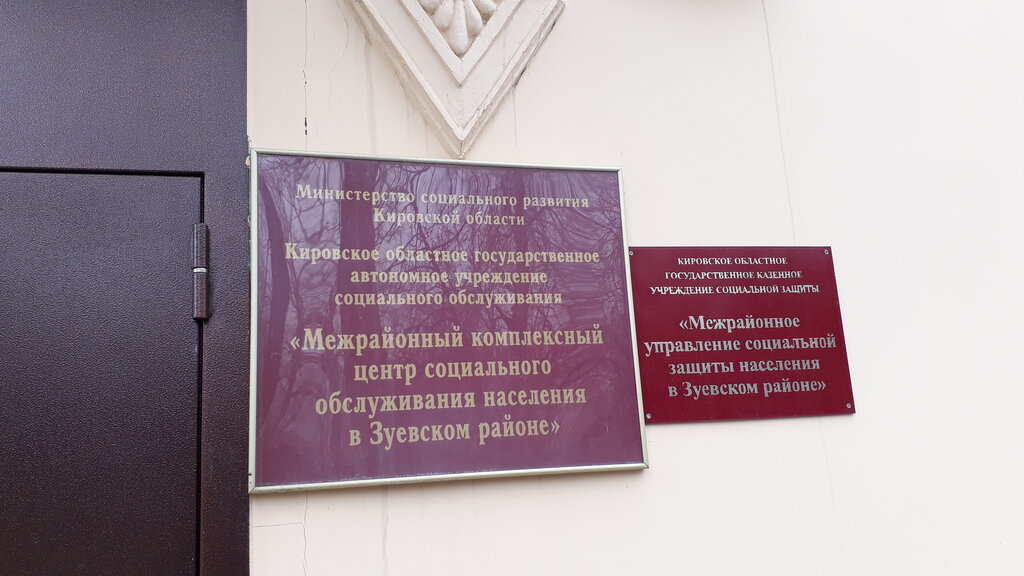 Министерство социального развития
Кировской области
Кировское областное государственное
автономное учреждение
социального обслуживания
«Межрайонный комплексный
центр социального
обслуживания населения
в Зуевском районе»
КИРОВСКОЕ ОБЛАСТНОЕ
ГОСУДАРСТВЕННОЕ КАЗЕННОЕ
УЧРЕЖДЕНИЕ СОЦИАЛЬНОЙ ЗАЩИТЫ
«Межрайонное
управление социальной
защиты населения
в Зуевском районе»